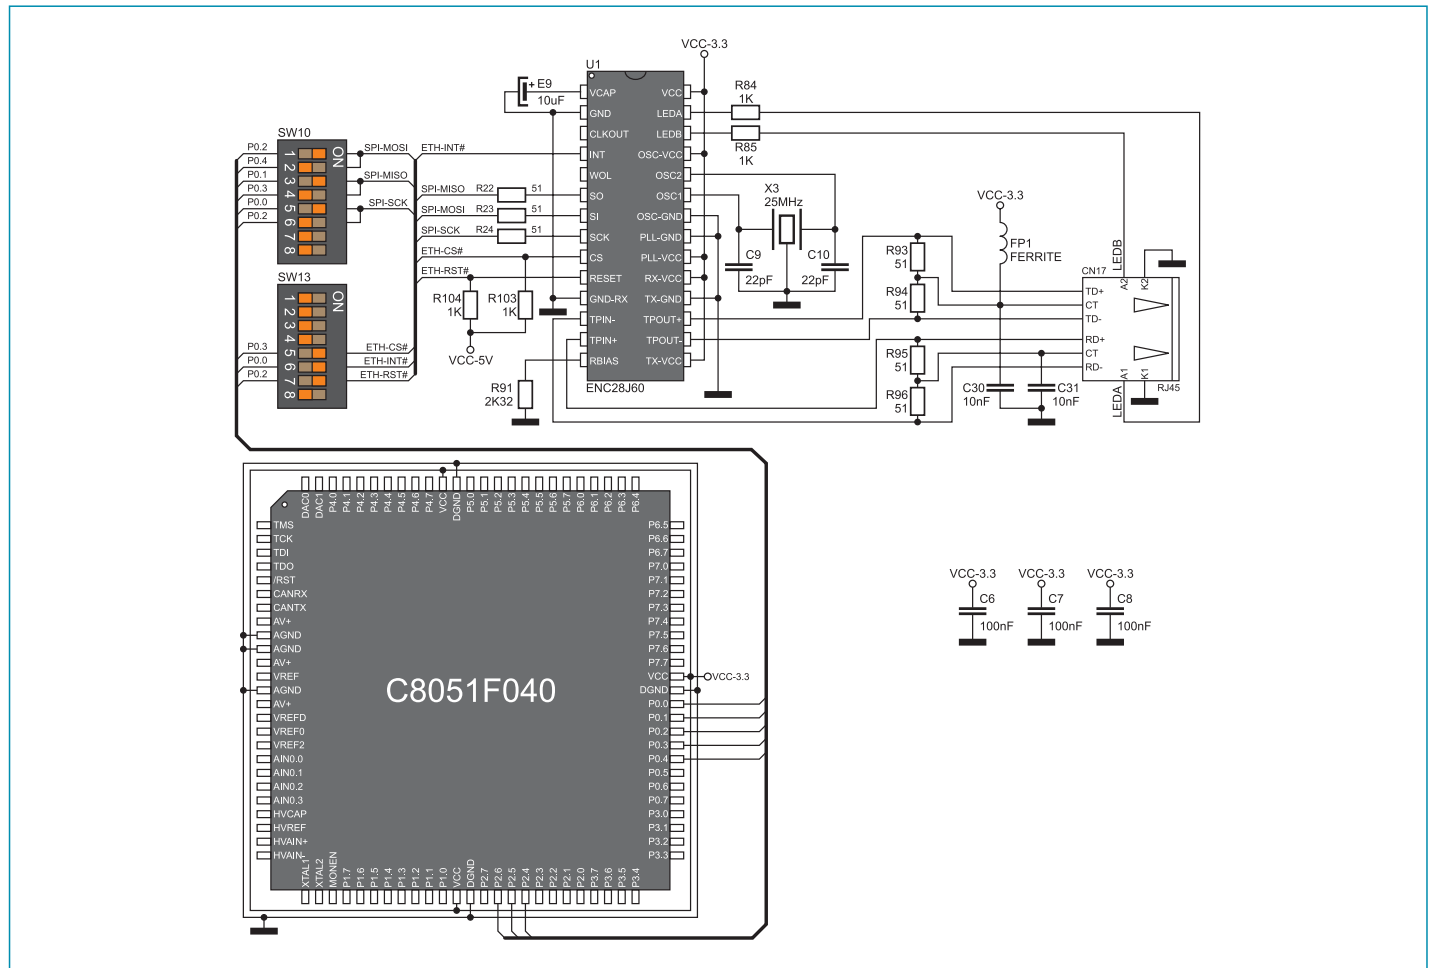 VCC-3.3
U1
E9
+
10uF
VCAP
GND
CLKOUT
INT
WOL
SO
SI
SCK
CS
RESET
GND-RX
TPIN-
TPIN+
RBIAS
VCC
LEDA
LEDB
OSC-VCC
OSC2
OSC1
OSC-GND
PLL-GND
PLL-VCC
RX-VCC
TX-GND
TPOUT+
TPOUT-
TX-VCC
ENC28J60
R84
1K
R85
1K
SW10
ON
1
2
3
4
5
6
7
8
P0.2
P0.4
P0.1
P0.3
P0.0
P0.2
SPI-MOSI
SPI-MISO
SPI-SCK
ETH-INT#
SPI-MISO
R22
51
SPI-MOSI
R23
51
SPI-SCK
R24
51
ETH-CS#
ETH-RST#
SW13
ON
1
2
3
4
5
6
7
8
P0.3
P0.0
P0.2
ETH-CS#
ETH-INT#
ETH-RST#
R104
1K
R103
1K
VCC-5V
R91
2K32
X3
25MHz
C9
22pF
C10
22pF
R93
51
R94
51
R95
51
R96
51
VCC-3.3
FP1
FERRITE
C30
10nF
C31
10nF
LEDB
CN17
A2
K2
TD+
CT
TD-
RD+
CT
RD-
A1
K1
RJ45
LEDA
DAC0
DAC1
P4.0
P4.1
P4.2
P4.3
P4.4
P4.5
P4.6
P4.7
VCC
DGND
P5.0
P5.1
P5.2
P5.3
P5.4
P5.5
P5.6
P5.7
P6.0
P6.1
P6.2
P6.3
P6.4
TMS
TCK
TDI
TDO
/RST
CANRX
CANTX
AV+
AGND
AGND
AV+
VREF
AGND
AV+
VREFD
VREF0
VREF2
AIN0.0
AIN0.1
AIN0.2
AIN0.3
HVCAP
HVREF
HVAIN+
HVAIN-
C8051F040
P6.5
P6.6
P6.7
P7.0
P7.1
P7.2
P7.3
P7.4
P7.5
P7.6
P7.7
VCC
DGND
P0.0
P0.1
P0.2
P0.3
P0.4
P0.5
P0.6
P0.7
P3.0
P3.1
P3.2
P3.3
VCC-3.3
XTAL1
XTAL2
MONEN
P1.7
P1.6
P1.5
P1.4
P1.3
P1.2
P1.1
P1.0
VCC
DGND
P2.7
P2.6
P2.5
P2.4
P2.3
P2.2
P2.1
P2.0
P3.7
P3.6
P3.5
P3.4
VCC-3.3
C6
100nF
VCC-3.3
C7
100nF
VCC-3.3
C8
100nF